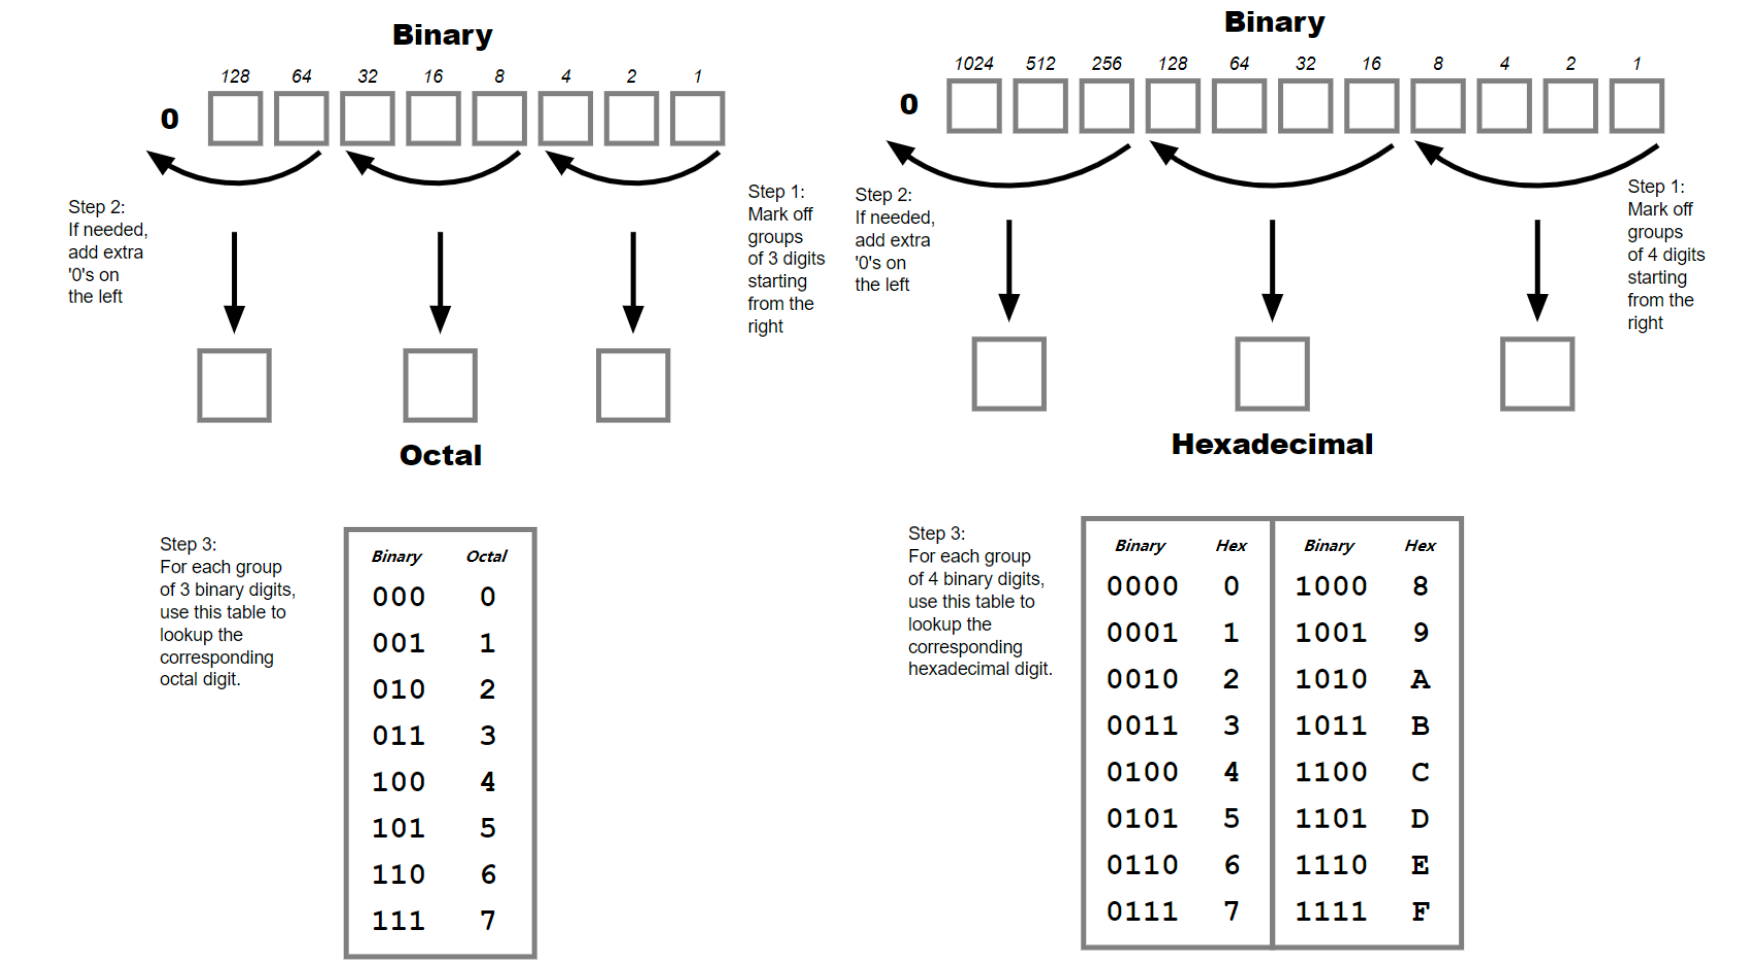 Binary
128 64 32 16 8 4 2 1
0
Step 2:
If needed,
add extra
'0's on
the left
Step 1:
Mark off
groups
of 3 digits
starting
from the
right
Octal
Step 3:
For each group
of 3 binary digits,
use this table to
lookup the
corresponding
octal digit.
Binary Octal
000 0
001 1
010 2
011 3
100 4
101 5
110 6
111 7
Binary
1024 512 256 128 64 32 16 8 4 2 1
0
Step 2:
If needed,
add extra
'0's on
the left
Step 1:
Mark off
groups
of 4 digits
starting
from the
right
Hexadecimal
Step 3:
For each group
of 4 binary digits,
use this table to
lookup the
corresponding
hexadecimal digit.
Binary Hex Binary Hex
0000 0 1000 8
0001 1 1001 9
0010 2 1010 A
0011 3 1011 B
0100 4 1100 C
0101 5 1101 D
0110 6 1110 E
0111 7 1111 F